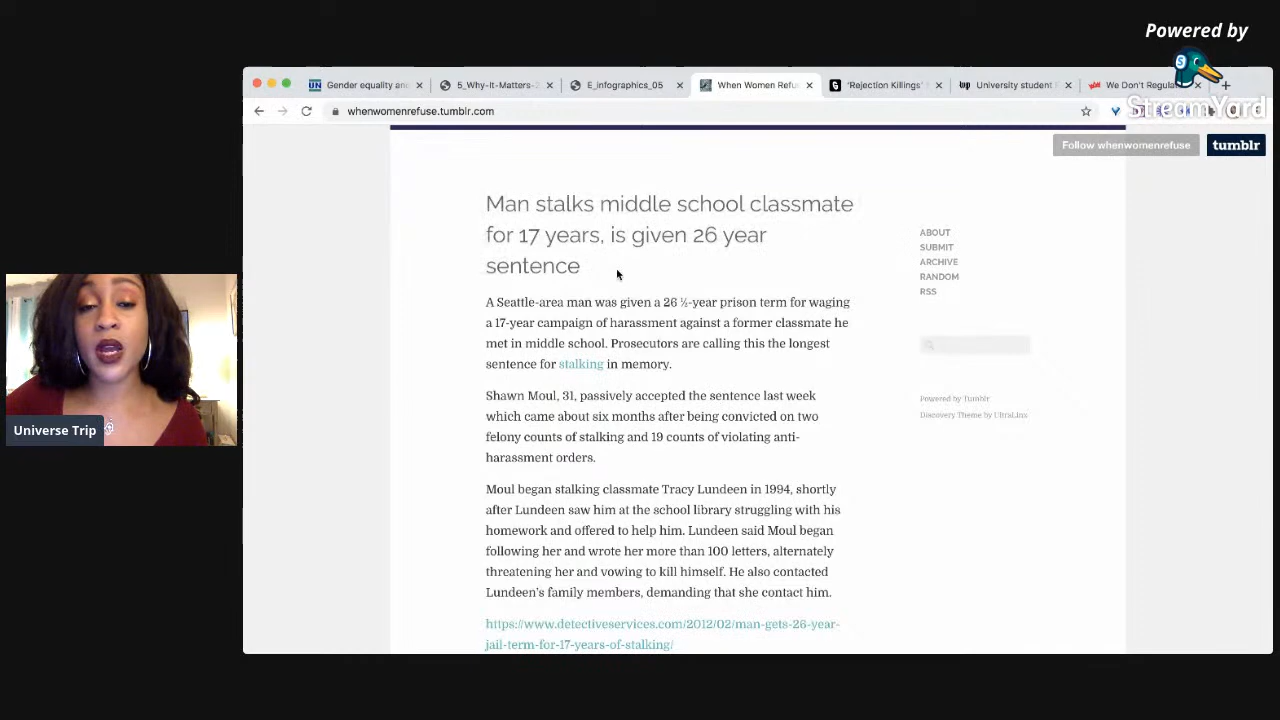 Powered by
StreamYard
Gender equality an
5_Why-It-Matters-2
E_infographics_05
When Women Refu
'Rejection Killings'
University student
We Don't Regula
whenwomenrefuse.tumblr.com
Follow whenwomenrefuse
tumblr
Man stalks middle school classmate
for 17 years, is given 26 year
sentence
A Seattle-area man was given a 26 ½-year prison term for waging
a 17-year campaign of harassment against a former classmate he
met in middle school. Prosecutors are calling this the longest
sentence for stalking in memory.
Shawn Moul, 31, passively accepted the sentence last week
which came about six months after being convicted on two
felony counts of stalking and 19 counts of violating anti-
harassment orders.
Moul began stalking classmate Tracy Lundeen in 1994, shortly
after Lundeen saw him at the school library struggling with his
homework and offered to help him. Lundeen said Moul began
following her and wrote her more than 100 letters, alternately
threatening her and vowing to kill himself. He also contacted
Lundeen's family members, demanding that she contact him.
https://www.detectiveservices.com/2012/02/man-gets-26-year-
jail-term-for-17-years-of-stalking/
ABOUT
SUBMIT
ARCHIVE
RANDOM
RSS
Powered by Tumblr
Discovery Theme by UltraLinx
Universe Trip